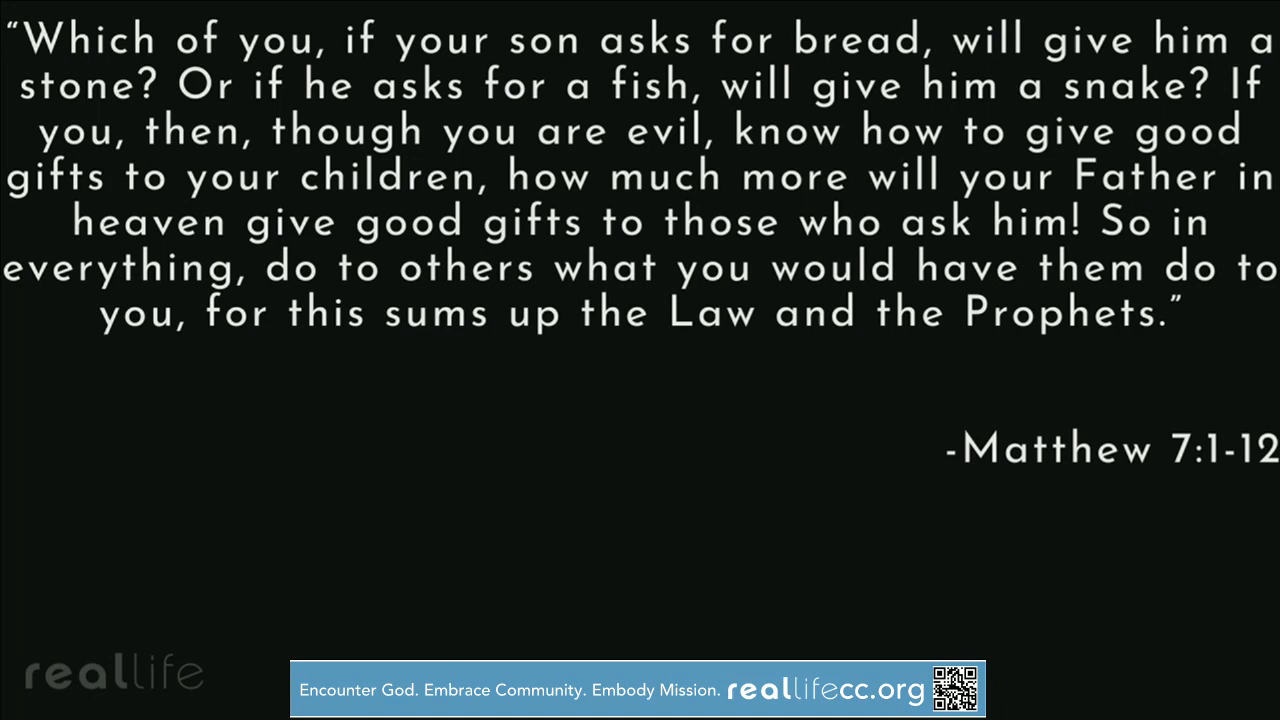 “Which of you, if your son asks for bread, will give him a
stone? Or if he asks for a fish, will give him a snake? If
you, then, though you are evil, know how to give good
gifts to your children, how much more will your Father in
heaven give good gifts to those who ask him! So in
everything, do to others what you would have them do to
you, for this sums up the Law and the Prophets.”
-Matthew 7:1-12
reallife
Encounter God. Embrace Community. Embody Mission. reallifecc.org